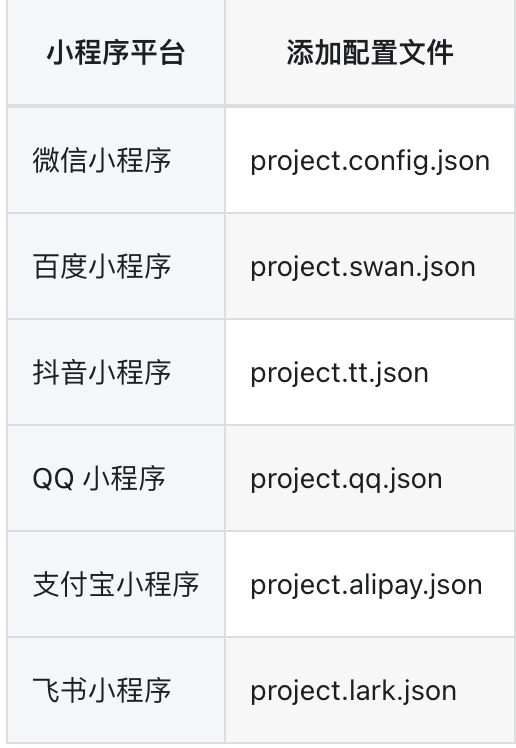 小程序平台 添加配置文件
微信小程序 project.config.json
百度小程序 project.swan.json
抖音小程序 project.tt.json
QQ 小程序 project.qq.json
支付宝小程序 project.alipay.json
飞书小程序 project.lark.json